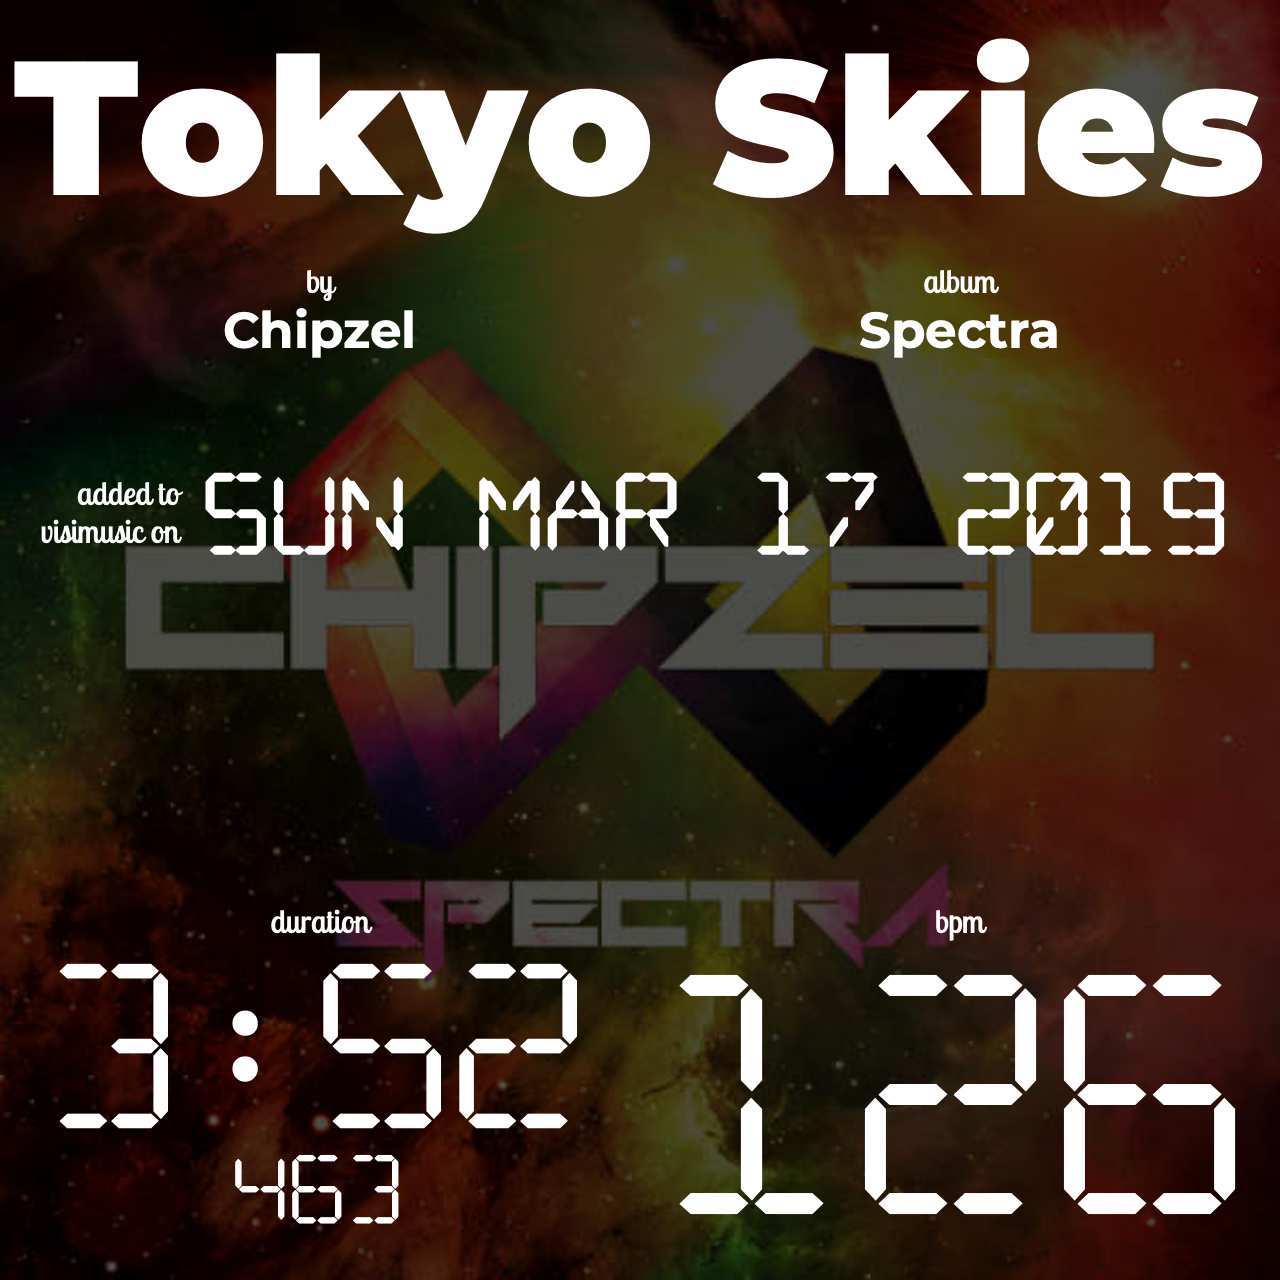 Tokyo Skies
by
Chipzel
album
Spectra
added to
visimusic on
SUN MAR 17 2019
CHIPZEL
SPECTRA
duration
3:52
463
bpm
126